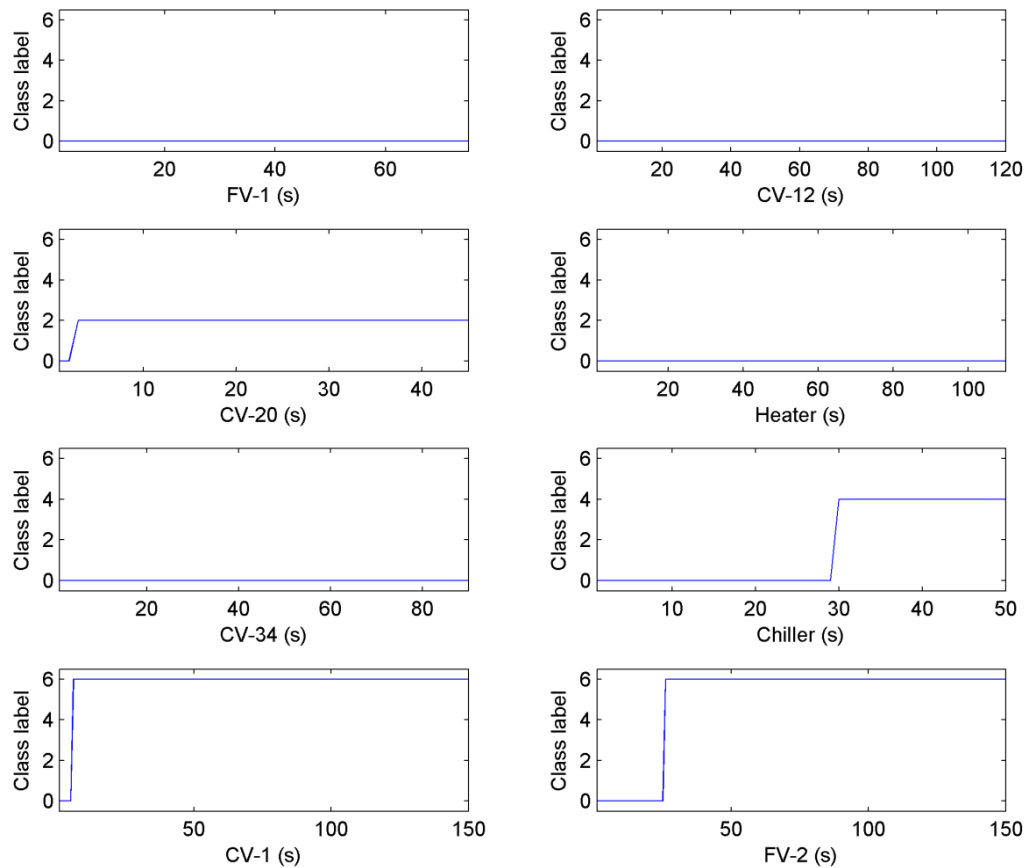 Class label
6
4
2
0
20 40 60
FV-1 (s)
Class label
6
4
2
0
20 40 60 80 100 120
CV-12 (s)
Class label
6
4
2
0
10 20 30 40
CV-20 (s)
Class label
6
4
2
0
20 40 60 80 100
Heater (s)
Class label
6
4
2
0
20 40 60 80
CV-34 (s)
Class label
6
4
2
0
10 20 30 40 50
Chiller (s)
Class label
6
4
2
0
50 100 150
CV-1 (s)
Class label
6
4
2
0
50 100 150
FV-2 (s)